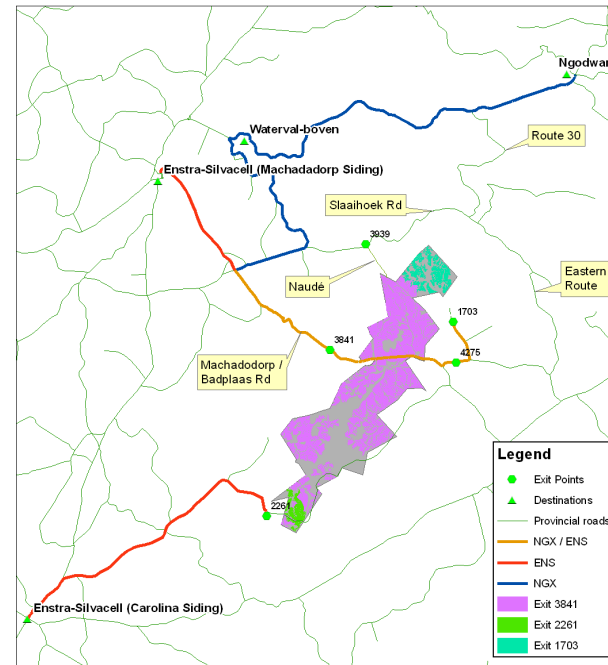 Ngodwan
Route 30
Waterval-boven
Enstra-Silvacell (Machadadorp Siding)
Slaaihoek Rd
3939
Eastern
Route
Naudé
1703
3841
4275
Machadodorp /
Badplaas Rd
2261
Enstra-Silvacell (Carolina Siding)
Legend
Exit Points
Destinations
Provincial roads
NGX / ENS
ENS
NGX
Exit 3841
Exit 2261
Exit 1703